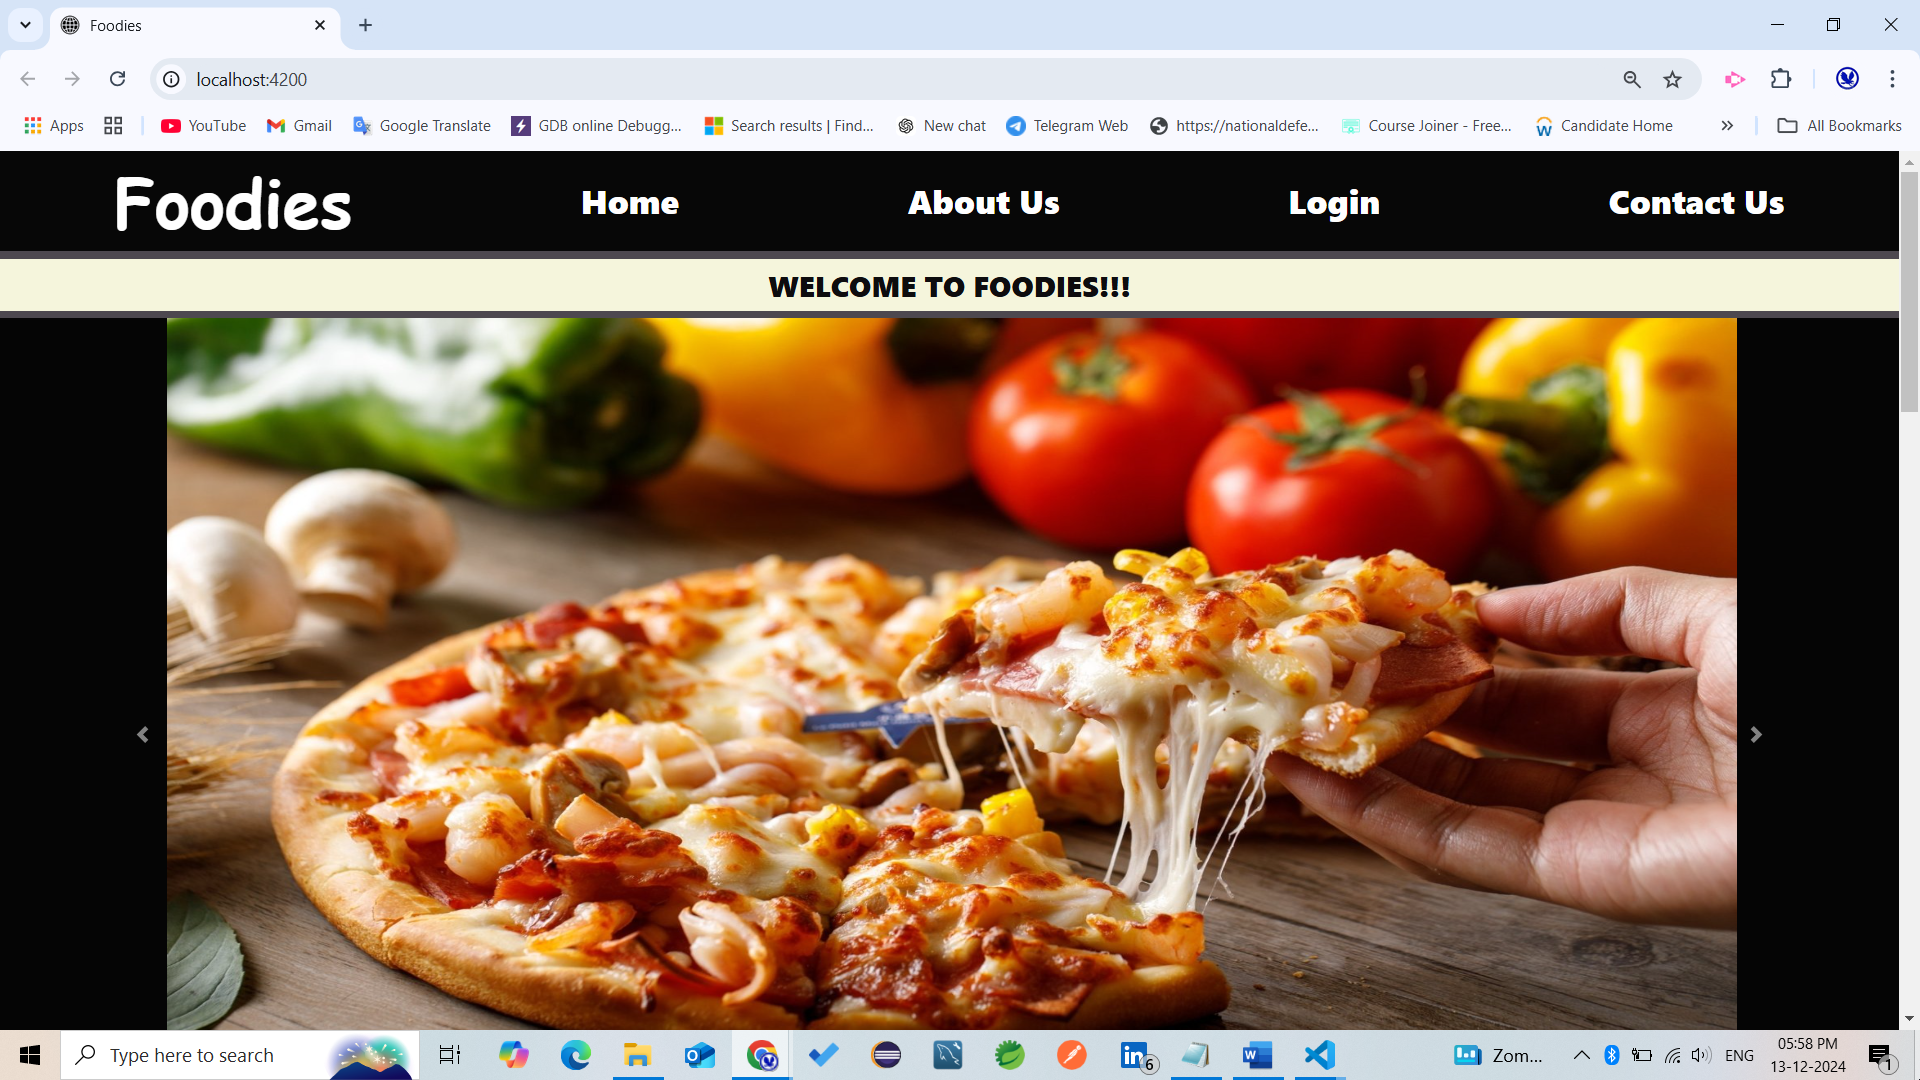 Foodies
localhost:4200
Apps
YouTube
Gmail
Google Translate
GDB online Debugg...
Search results | Find...
New chat
Telegram Web
https://nationaldefe...
Course Joiner - Free...
Candidate Home
All Bookmarks
Foodies
Home
About Us
Login
Contact Us
WELCOME TO FOODIES!!!
Type here to search
6
Zom...
ENG
05:58 PM
13-12-2024
1